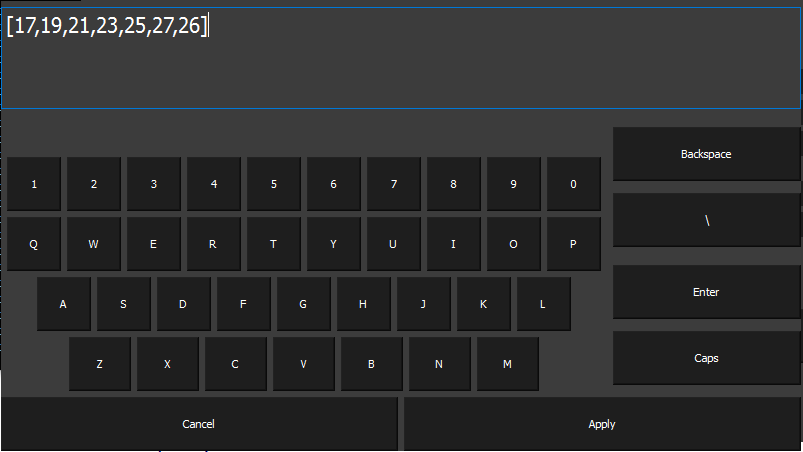 [17,19,21,23,25,27,26]
Backspace
1 2 3 4 5 6 7 8 9 0
\
Q W E R T Y U I O P
Enter
A S D F G H J K L
Caps
Z X C V B N M
Cancel Apply